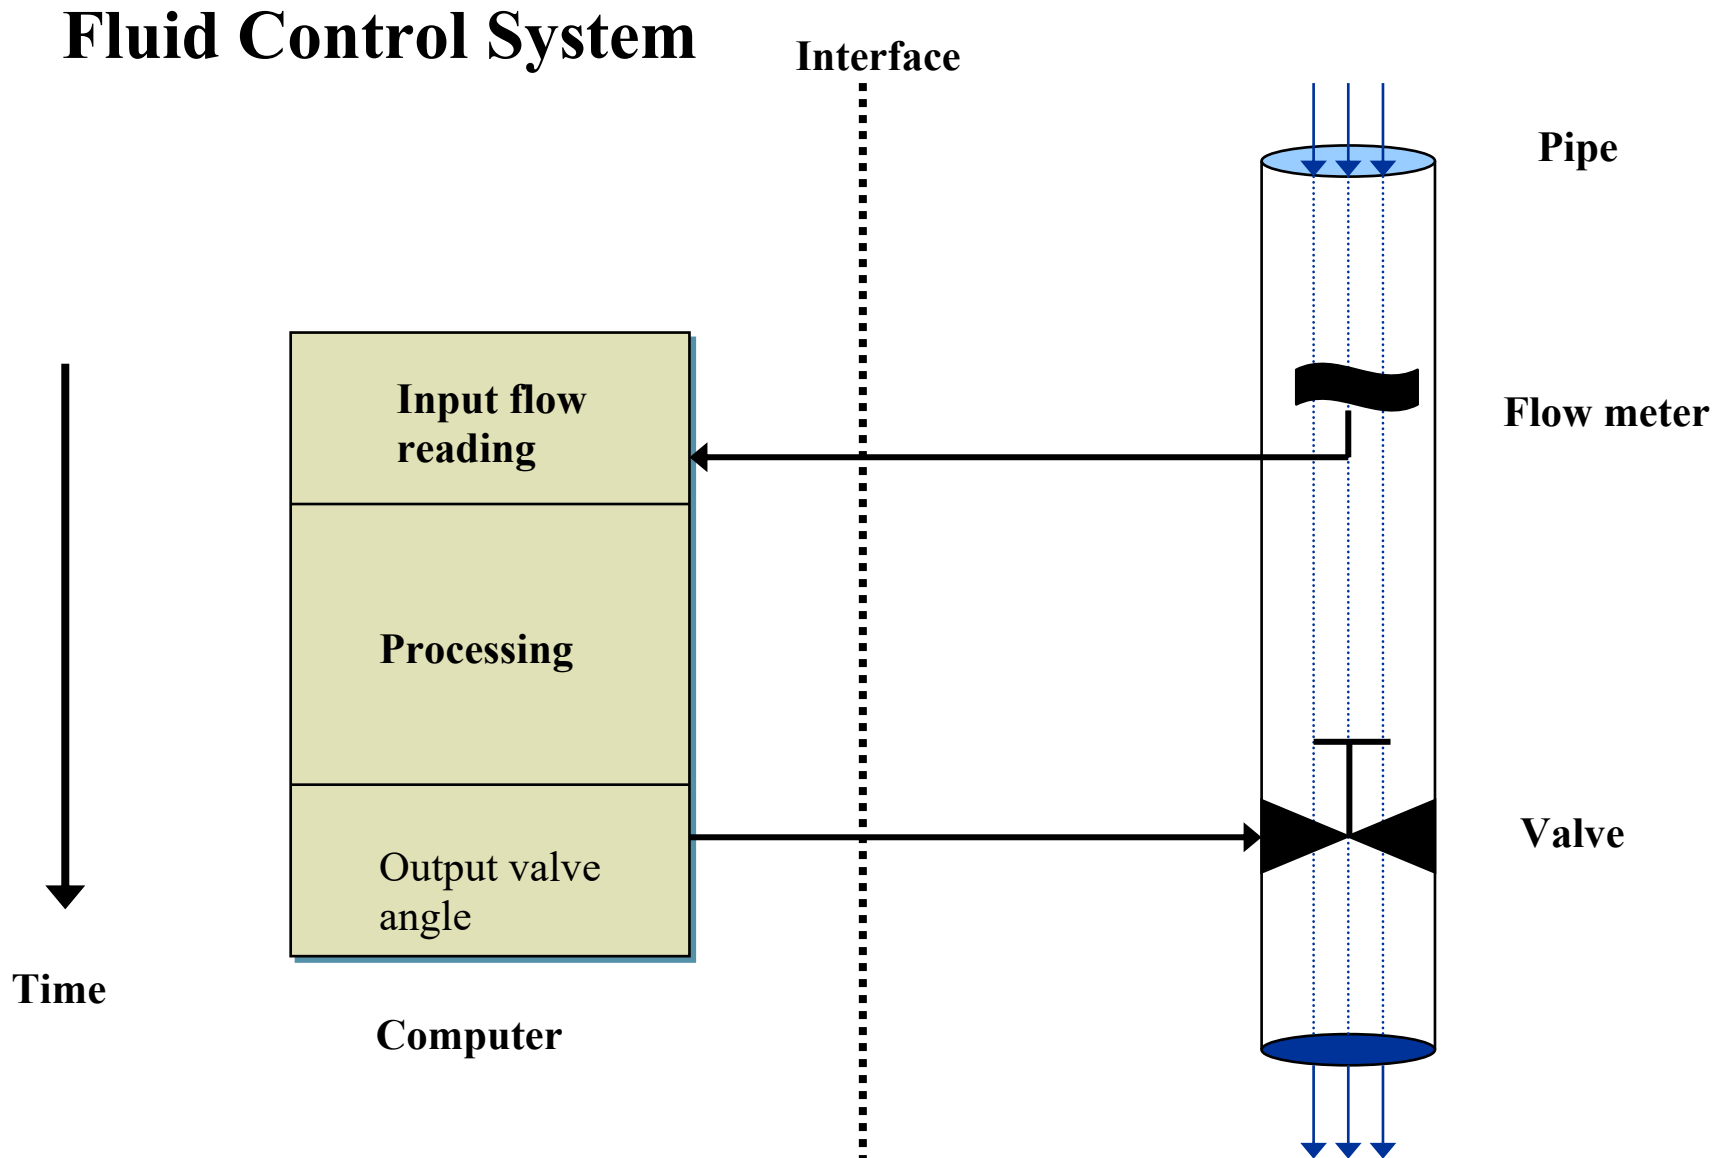 Fluid Control System
Interface
Pipe
Input flow
reading
Flow meter
Processing
Valve
Output valve
angle
Time
Computer